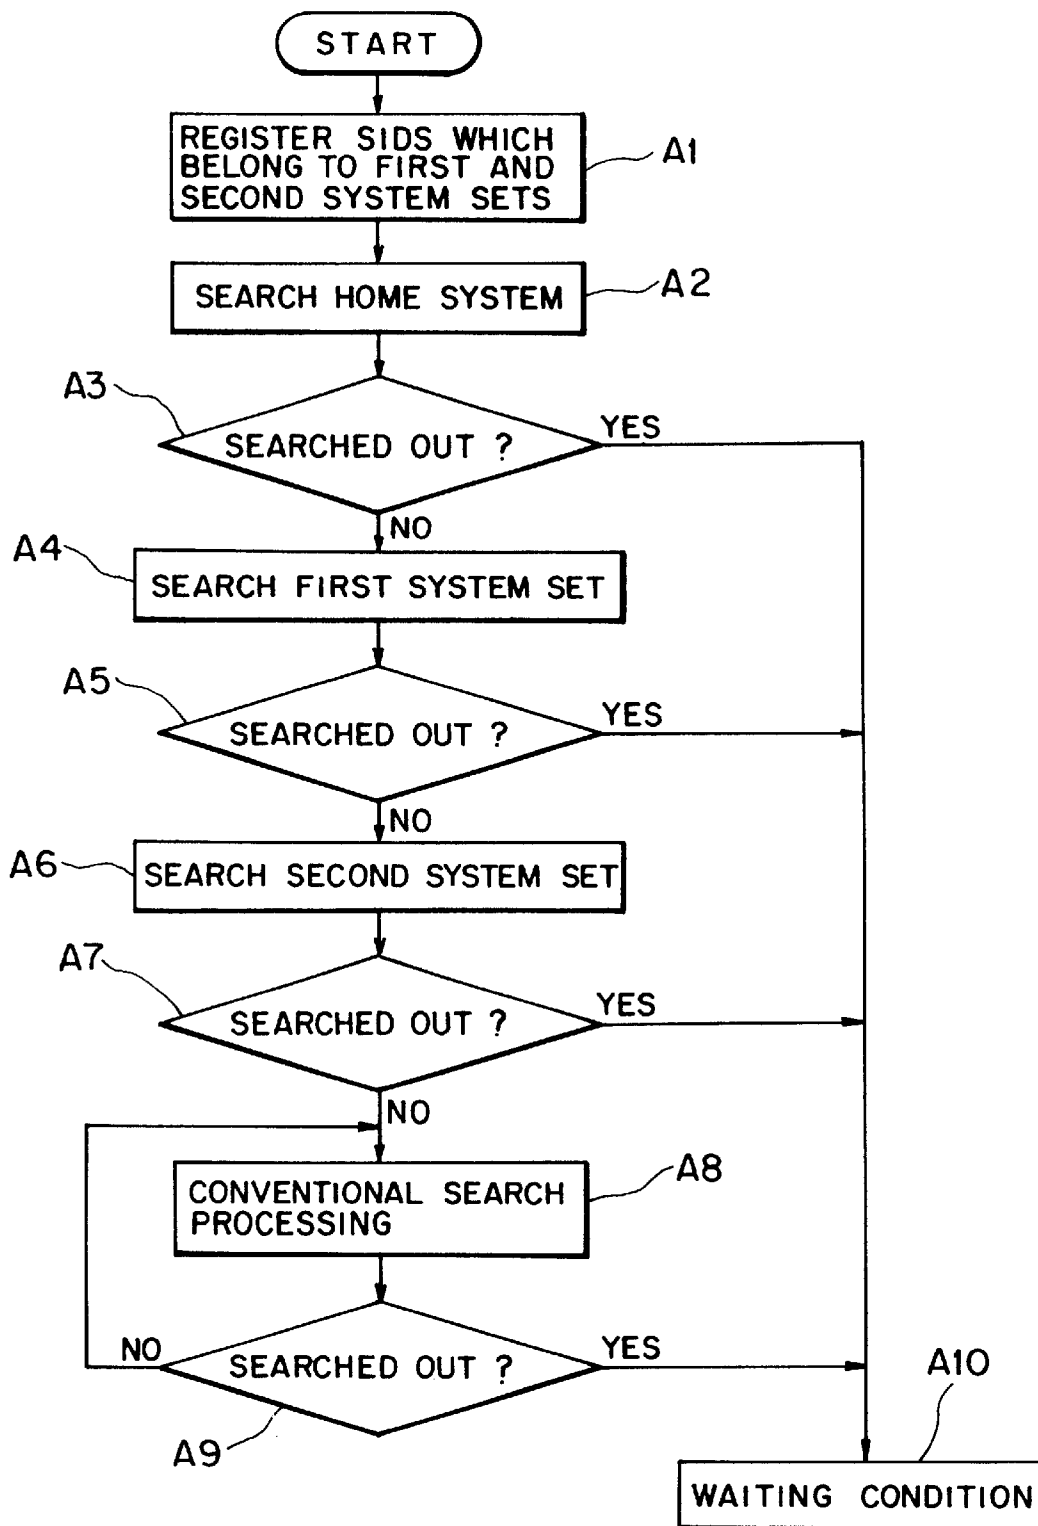 START
REGISTER SIDS WHICH
BELONG TO FIRST AND
SECOND SYSTEM SETS
A1
SEARCH HOME SYSTEM
A2
A3
SEARCHED OUT ?
YES
NO
A4
SEARCH FIRST SYSTEM SET
A5
SEARCHED OUT ?
YES
NO
A6
SEARCH SECOND SYSTEM SET
A7
SEARCHED OUT ?
YES
NO
CONVENTIONAL SEARCH
PROCESSING
A8
NO
SEARCHED OUT ?
YES
A9
A10
WAITING CONDITION